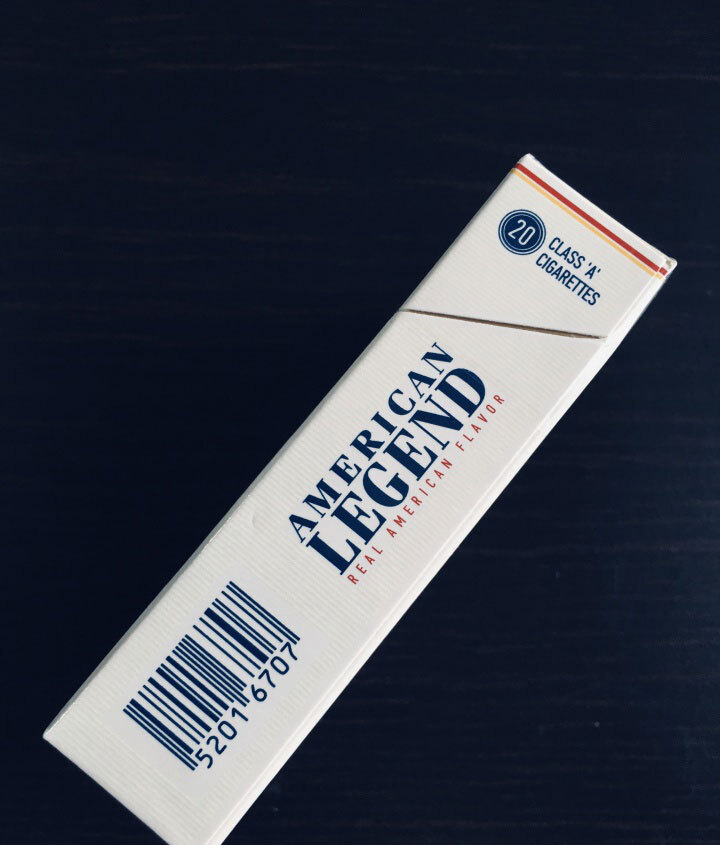 20
CLASS 'A'
CIGARETTES
AMERICAN
LEGEND
REAL AMERICAN FLAVOR
5201 6707